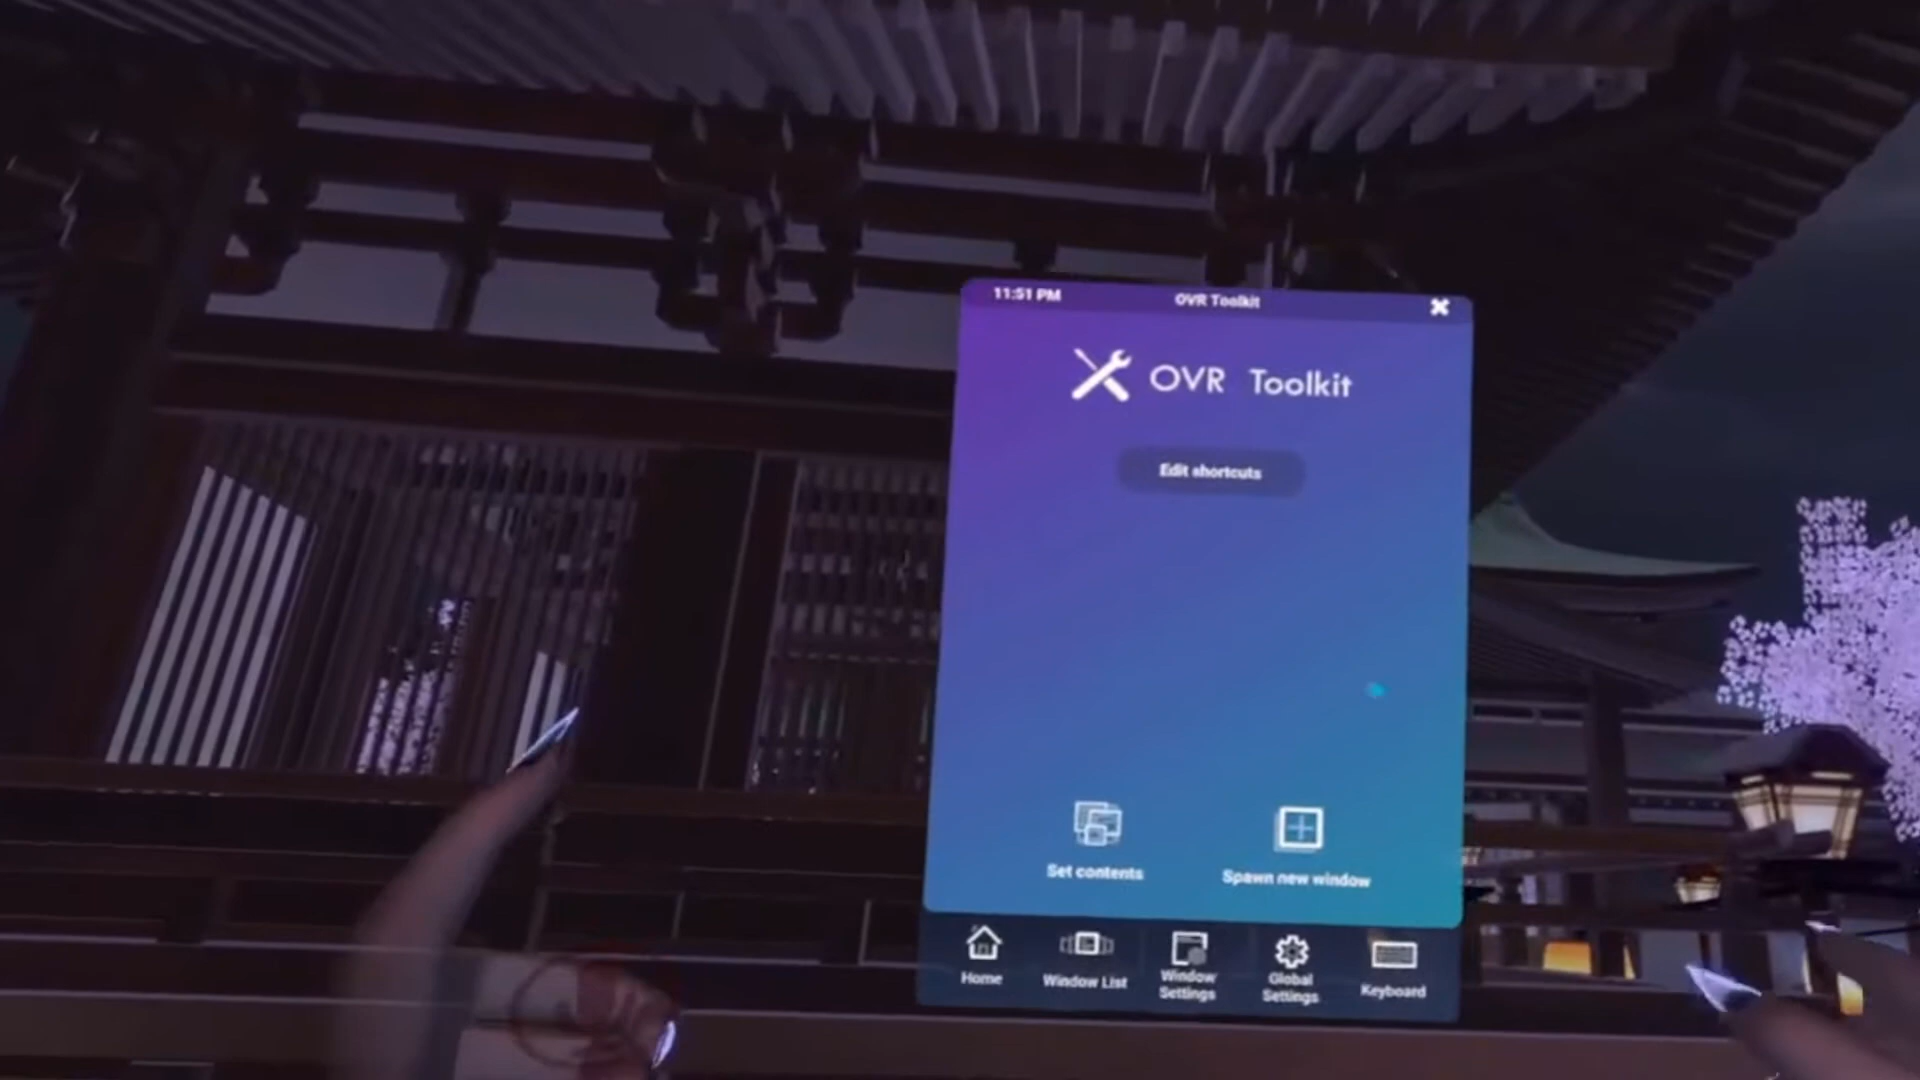 11:51 PM
OVR Toolkit
OVR Toolkit
Edit shortcuts
Set contents
Spawn new window
Home
Window List
Window
Settings
Global
Settings
Keyboard